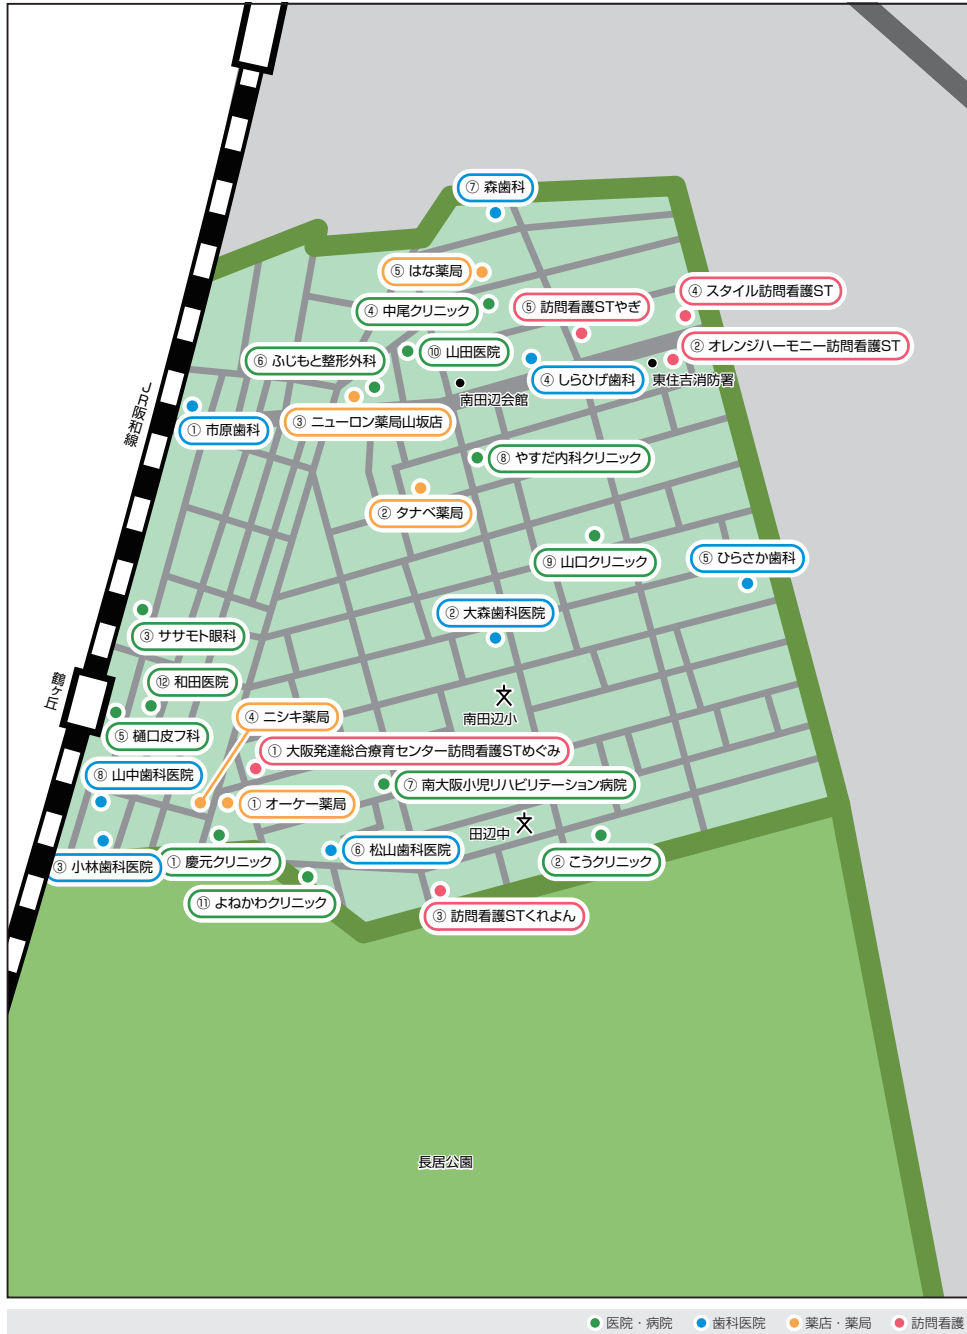 ⑦ 森歯科
⑤ はな薬局
④ スタイル訪問看護ST
④ 中尾クリニック
⑤ 訪問看護STやぎ
② オレンジハーモニー訪問看護ST
⑩ 山田医院
⑥ ふじもと整形外科
④ しらひげ歯科
東住吉消防署
南田辺会館
JR阪和線
③ ニューロン薬局山坂店
① 市原歯科
⑧ やすだ内科クリニック
② タナベ薬局
⑨ 山口クリニック
⑤ ひらさか歯科
② 大森歯科医院
③ ササモト眼科
鶴ケ丘
⑫ 和田医院
④ ニシキ薬局
南田辺小
⑤ 樋口皮フ科
① 大阪発達総合療育センター訪問看護STめぐみ
⑧ 山中歯科医院
⑦ 南大阪小児リハビリテーション病院
① オーケー薬局
田辺中
⑥ 松山歯科医院
③ 小林歯科医院
① 慶元クリニック
② こうクリニック
⑪ よねかわクリニック
③ 訪問看護STくれよん
長居公園
医院・病院
歯科医院
薬店・薬局
訪問看護